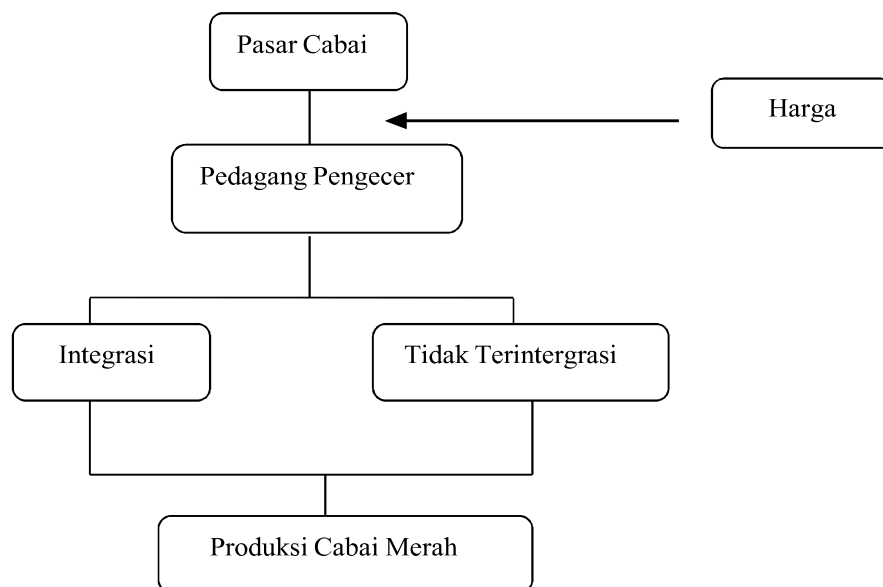 Pasar Cabai
Harga
Pedagang Pengecer
Integrasi
Tidak Terintergrasi
Produksi Cabai Merah